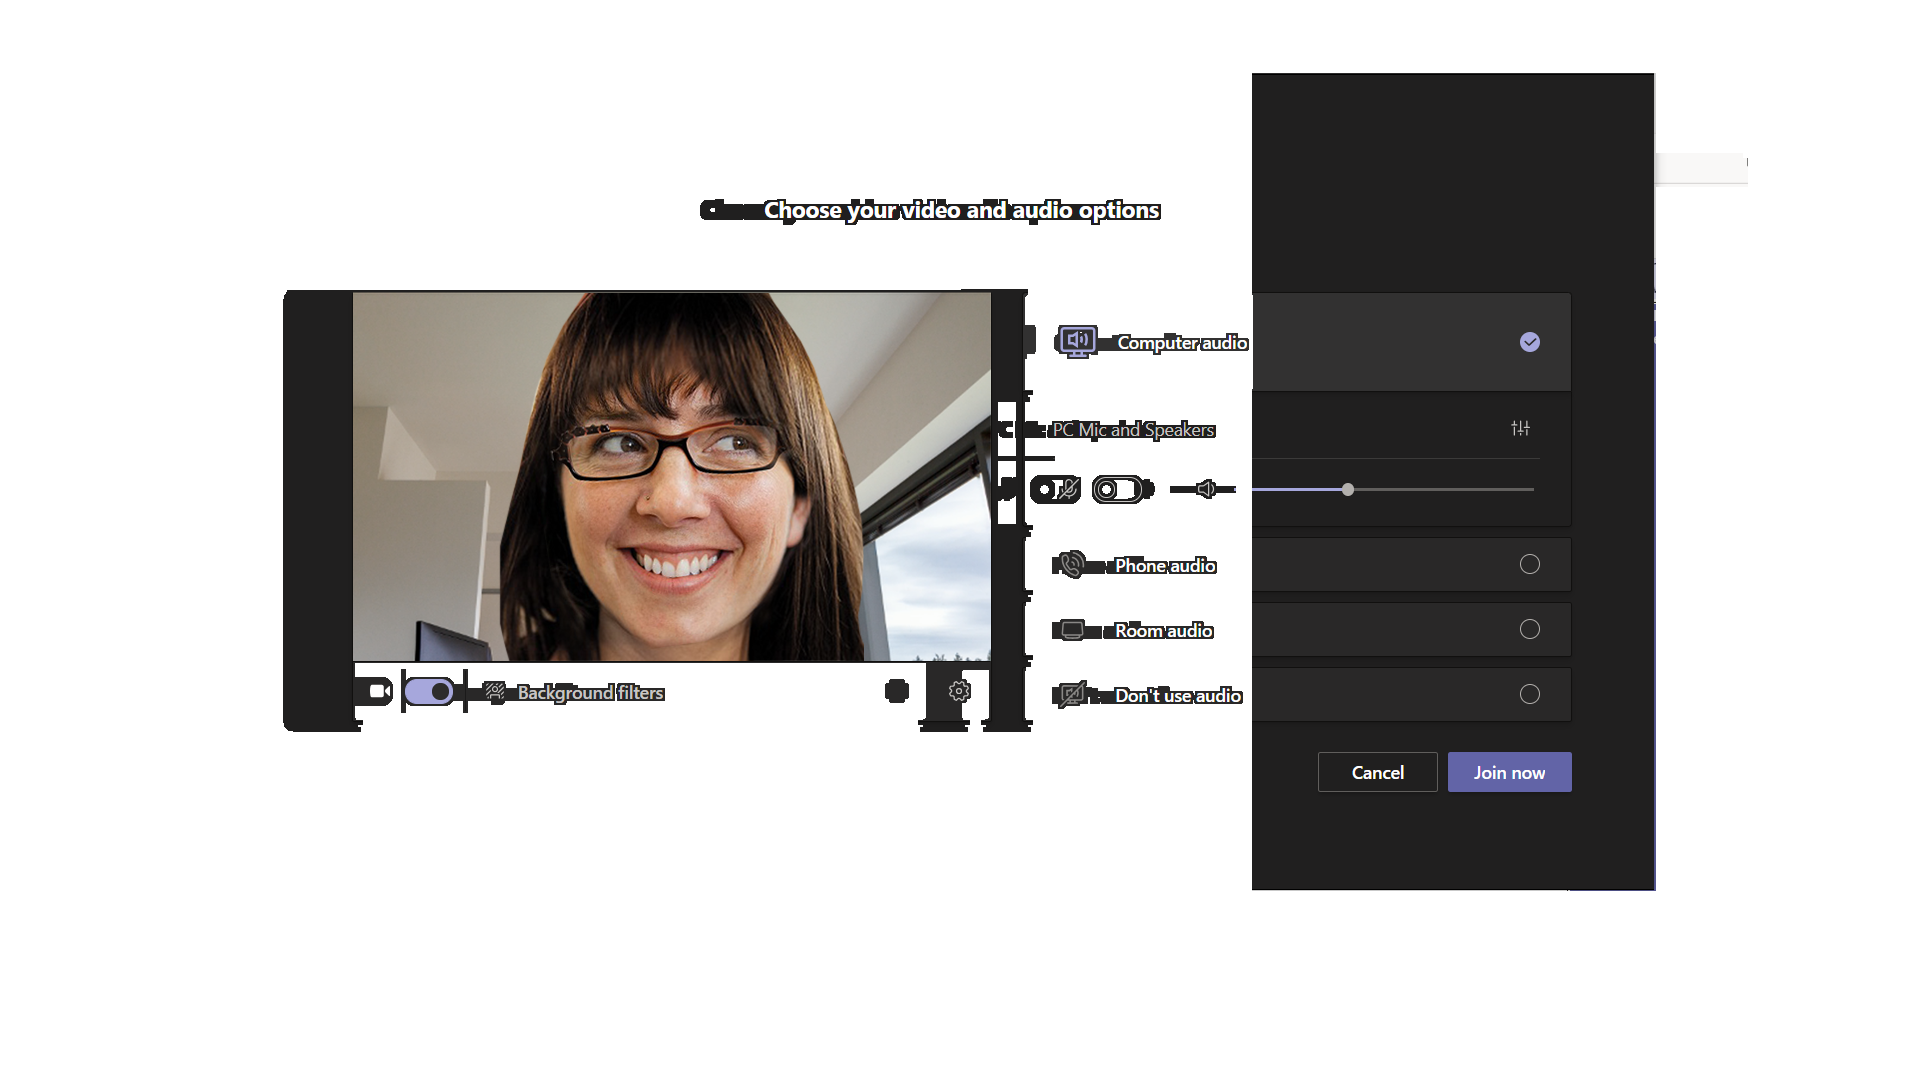 Choose your video and audio options
Computer audio
PC Mic and Speakers
Phone audio
Room audio
Background filters
Don't use audio
Cancel
Join now